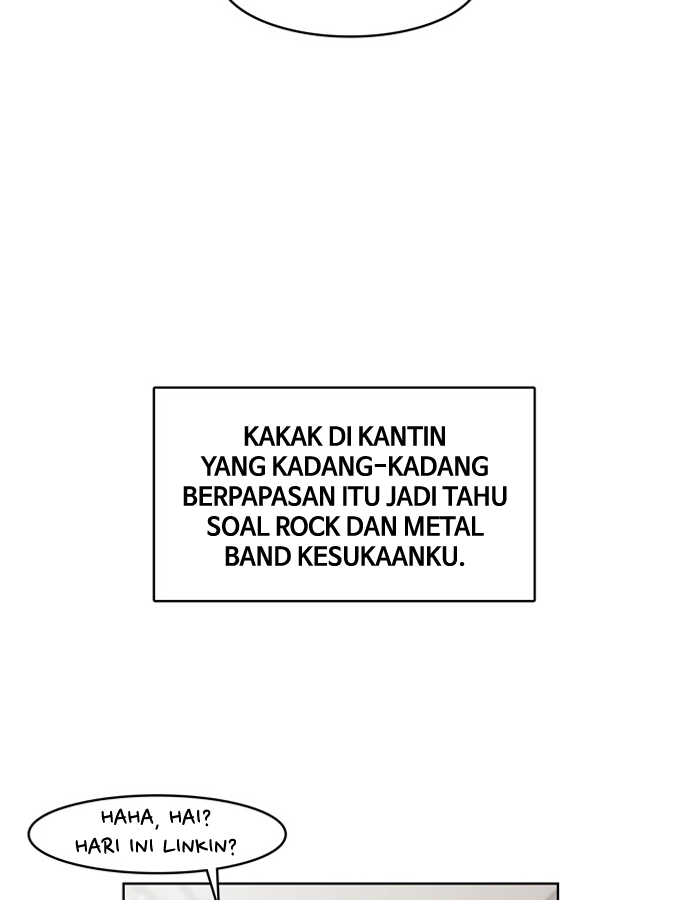 KAKAK DI KANTIN
YANG KADANG-KADANG
BERPAPASAN ITU JADI TAHU
SOAL ROCK DAN METAL
BAND KESUKAANKU.
HAHA, HAI?
HARI INI LINKIN?